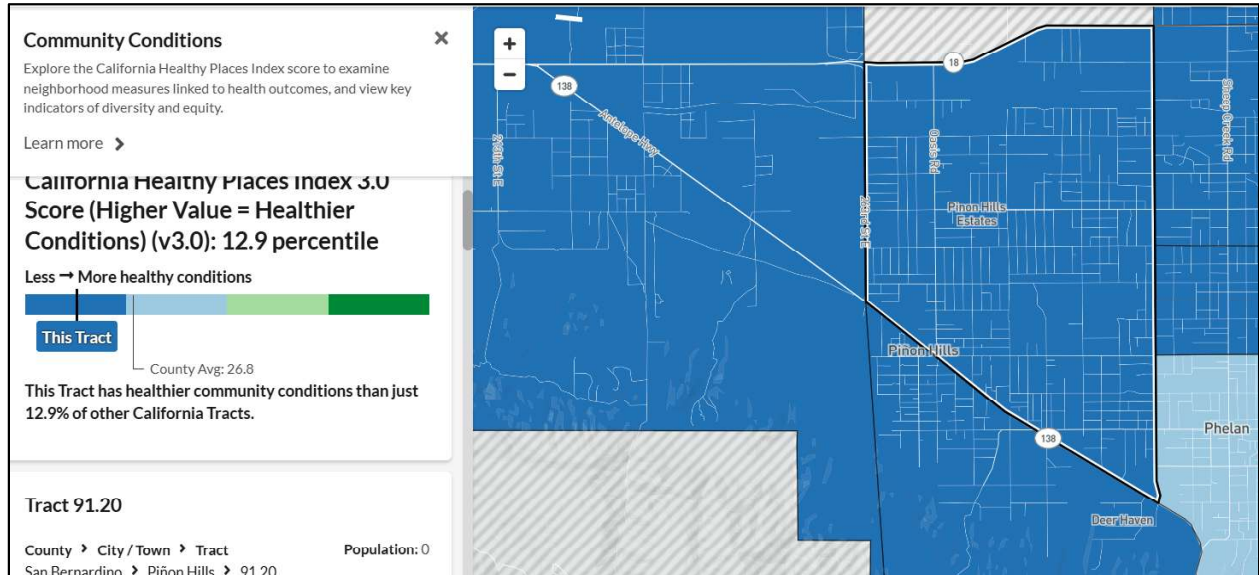 Community Conditions
Explore the California Healthy Places Index score to examine
neighborhood measures linked to health outcomes, and view key
indicators of diversity and equity.
Learn more
California Healthy Places Index 3.0
Score (Higher Value = Healthier
Conditions) (v3.0): 12.9 percentile
Less → More healthy conditions
This Tract
County Avg: 26.8
This Tract has healthier community conditions than just
12.9% of other California Tracts.
Tract 91.20
County > City / Town > Tract
Population: 0
San Bernardino > Piñon Hills > 91.20
+
−
18
138
Antelope Hwy
Oasis Rd
Sheep Creek Rd
Pinon Hills
Estates
Piñon Hills
138
Phelan
Deer Haven